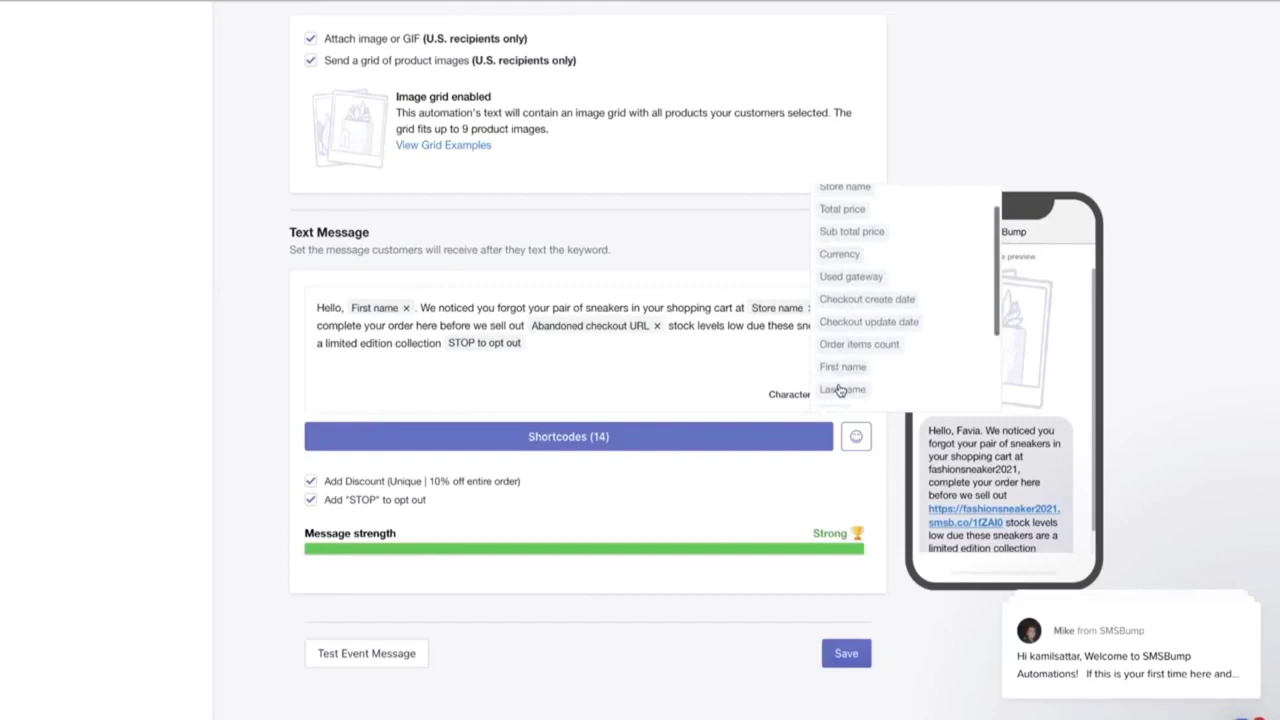 Attach image or GIF (U.S. recipients only)
Send a grid of product images (U.S. recipients only)
Image grid enabled
This automation's text will contain an image grid with all products your customers selected. The
grid fits up to 9 product images.
View Grid Examples
Text Message
Set the message customers will receive after they text the keyword.
Hello, First name × . We noticed you forgot your pair of sneakers in your shopping cart at Store name
complete your order here before we sell out Abandoned checkout URL × stock levels low due these
a limited edition collection STOP to opt out
Store name
Total price
Sub total price
Currency
Used gateway
Checkout create date
Checkout update date
Order items count
First name
Last name
Shortcodes (14)
Add Discount (Unique | 10% off entire order)
Add "STOP" to opt out
Message strength
Strong
Test Event Message
Save
Bump
preview
Hello, Favia. We noticed you
forgot your pair of sneakers in
your shopping cart at
fashionsneaker2021,
complete your order here
before we sell out
https://fashionsneaker2021.
smsb.co/1fZAI0 stock levels
low due these sneakers are a
limited edition collection
Mike from SMSBump
Hi kamilsattar, Welcome to SMSBump
Automations! If this is your first time here and...